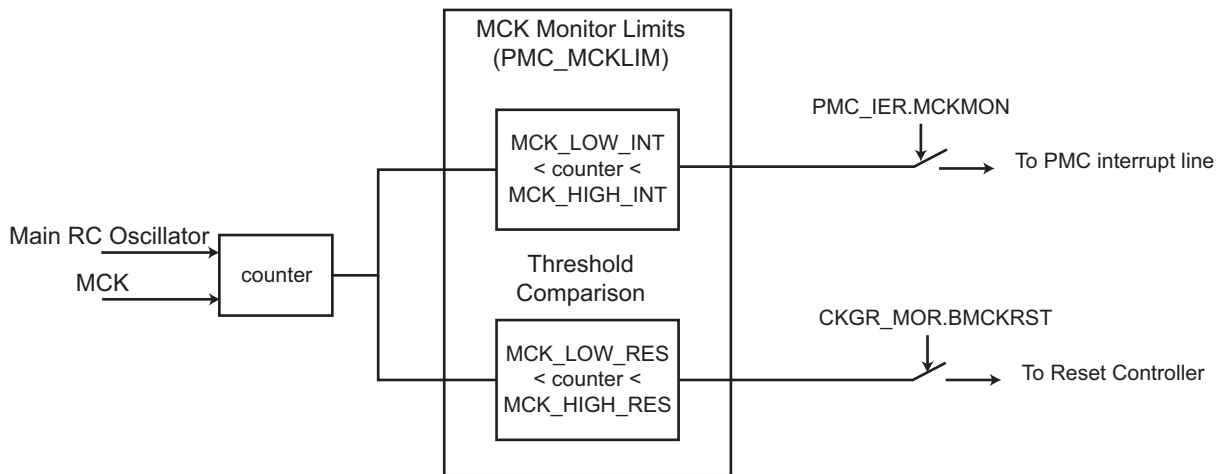 MCK Monitor Limits
(PMC_MCKLIM)
PMC_IER.MCKMON
MCK_LOW_INT
< counter <
MCK_HIGH_INT
To PMC interrupt line
Main RC Oscillator
MCK
counter
Threshold
Comparison
CKGR_MOR.BMCKRST
MCK_LOW_RES
< counter <
MCK_HIGH_RES
To Reset Controller